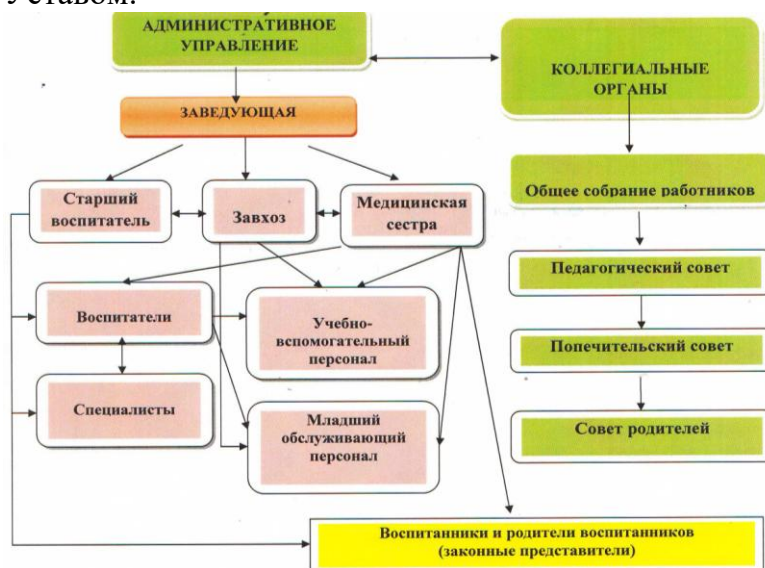 Уставом.
АДМИНИСТРАТИВНОЕ
УПРАВЛЕНИЕ
КОЛЛЕГИАЛЬНЫЕ
ОРГАНЫ
ЗАВЕДУЮЩАЯ
Старший
воспитатель
Завхоз
Медицинская
сестра
Общее собрание работников
Педагогический совет
Воспитатели
Учебно-
вспомогательный
персонал
Попечительский совет
Специалисты
Младший
обслуживающий
персонал
Совет родителей
Воспитанники и родители воспитанников
(законные представители)